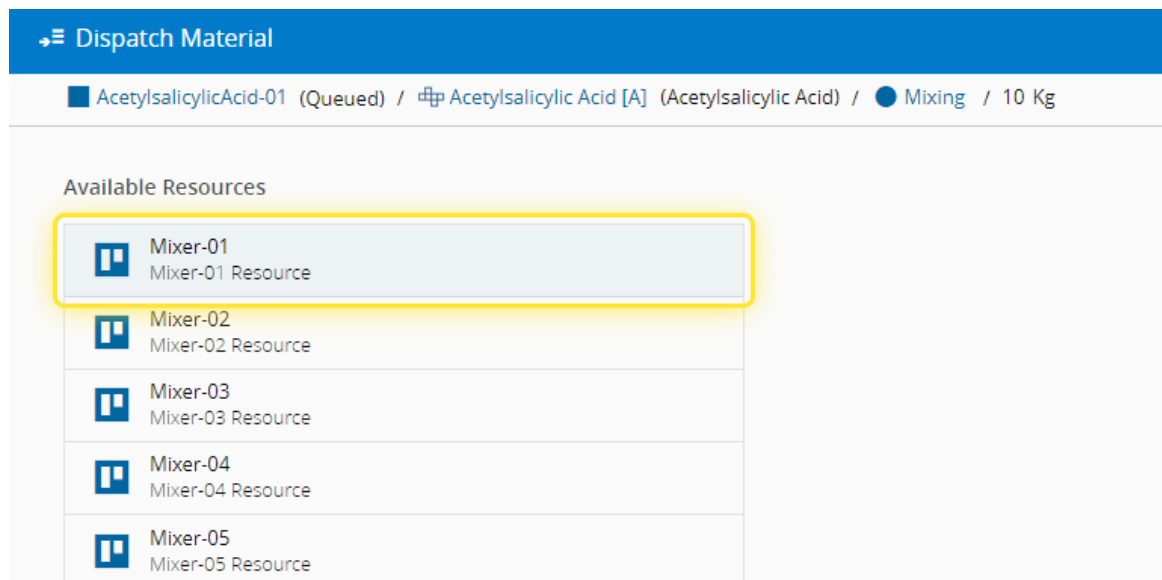 Dispatch Material
AcetylsalicylicAcid-01 (Queued) / Acetylsalicylic Acid [A] (Acetylsalicylic Acid) / Mixing / 10 Kg
Available Resources
Mixer-01
Mixer-01 Resource
Mixer-02
Mixer-02 Resource
Mixer-03
Mixer-03 Resource
Mixer-04
Mixer-04 Resource
Mixer-05
Mixer-05 Resource